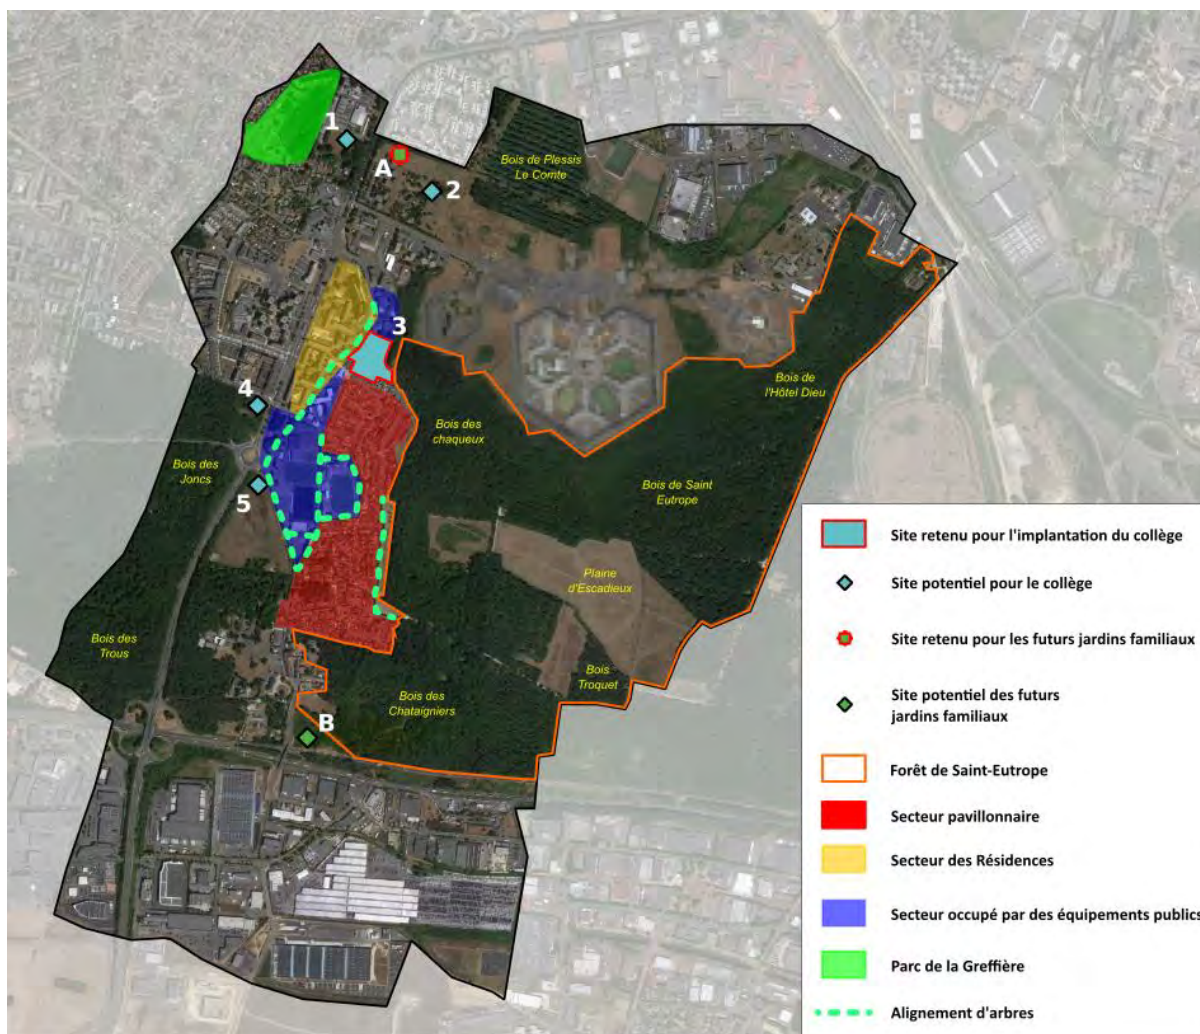 1
A
2
Bois de Plessis
Le Comte
3
4
5
Bois des
Joncs
Bois des
chaqueux
Bois de
l'Hôtel Dieu
Bois de Saint
Eutrope
Plaine
d'Escadieux
Bois des
Trous
Bois
Troquet
Bois des
Chataigniers
B
Site retenu pour l'implantation du collège
Site potentiel pour le collège
Site retenu pour les futurs jardins familiaux
Site potentiel des futurs
jardins familiaux
Forêt de Saint-Eutrope
Secteur pavillonnaire
Secteur des Résidences
Secteur occupé par des équipements publics
Parc de la Greffière
Alignement d'arbres